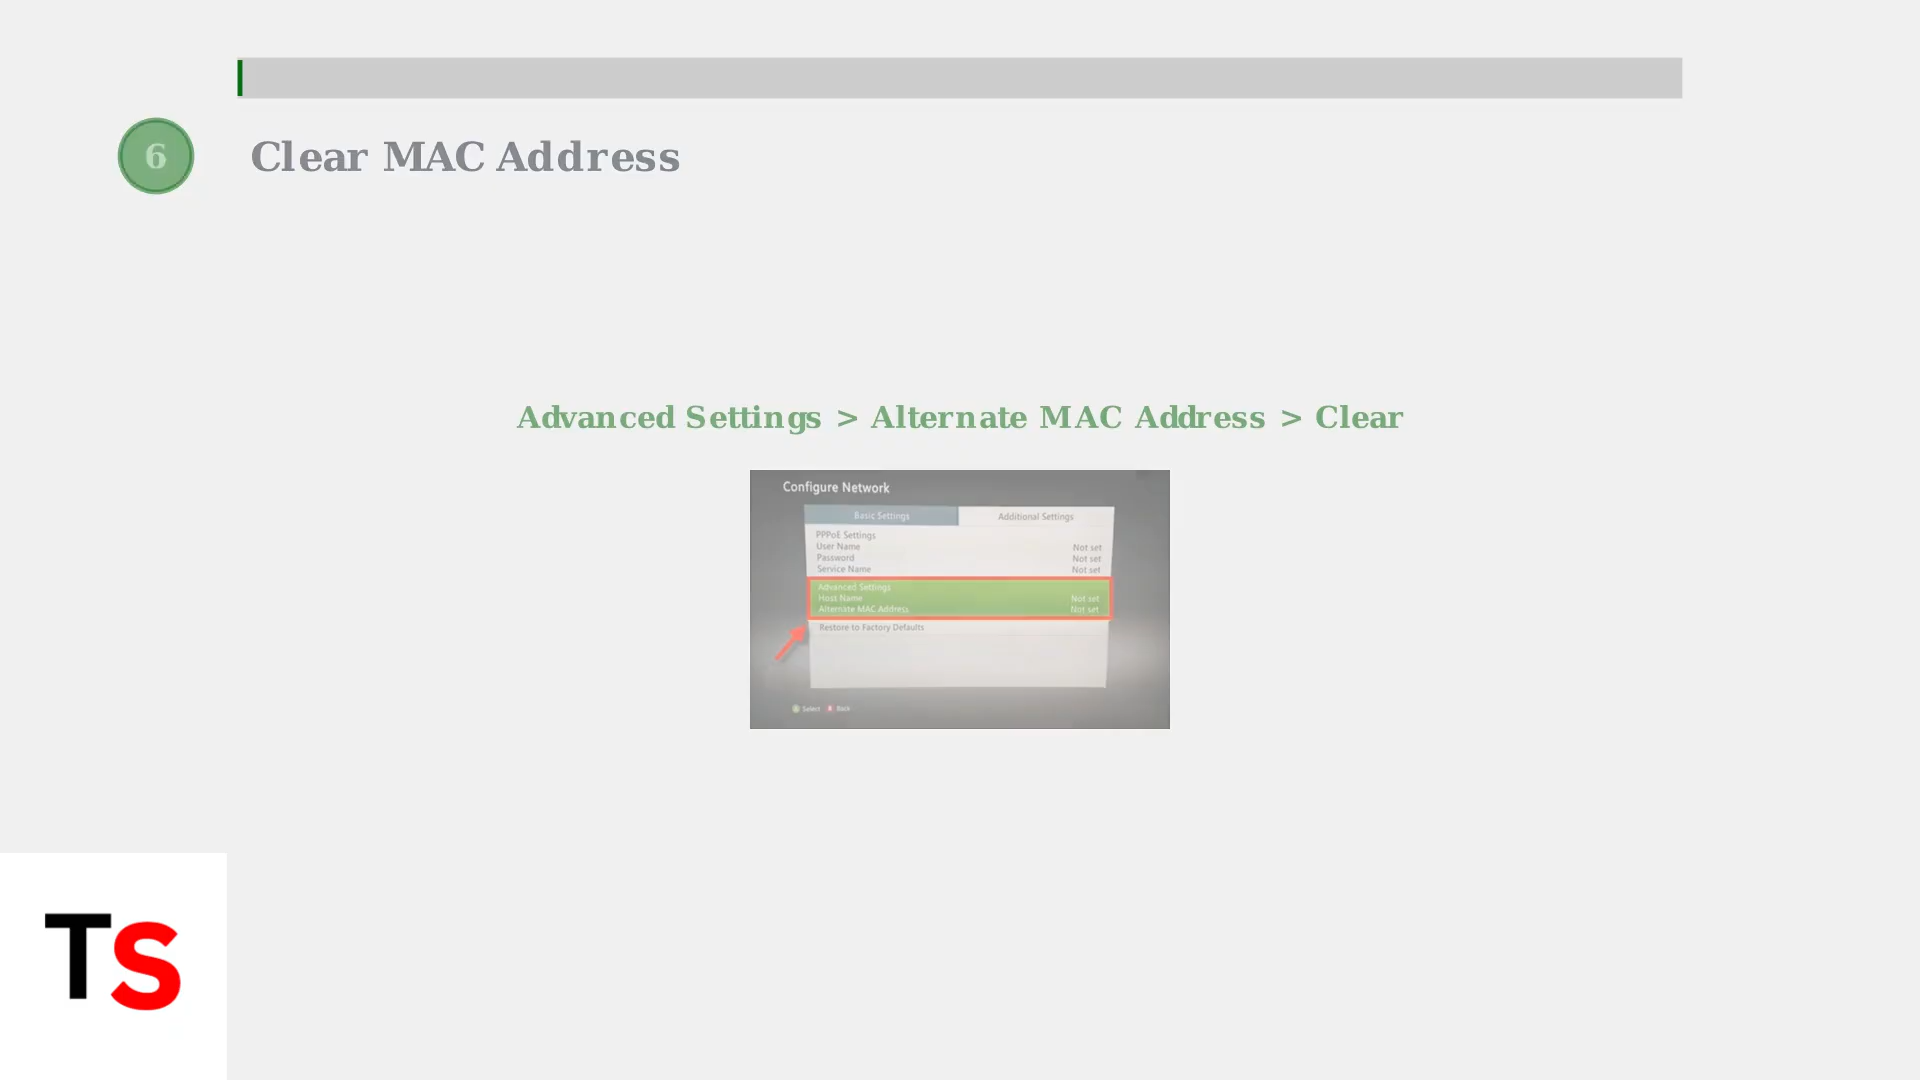 6
Clear MAC Address
Advanced Settings > Alternate MAC Address > Clear
Configure Network
Basic Settings
Additional Settings
PPPoE Settings
User Name Not set
Password Not set
Service Name Not set
Advanced Settings
Host Name Not set
Alternate MAC Address Not set
Restore to Factory Defaults
A Select B Back
TS